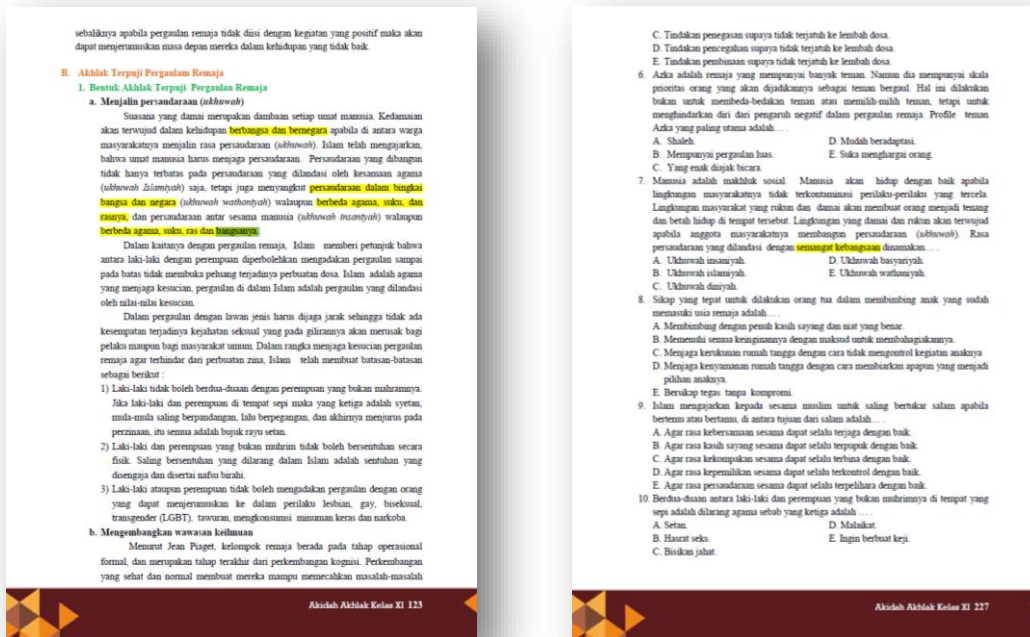 sebaliknya apabila pergaulan remaja tidak diisi dengan kegiatan yang positif maka akan
dapat menjerumuskan masa depan mereka dalam kehidupan yang tidak baik.
B. Akhlak Terpuji Pergaulam Remaja
1. Bentuk Akhlak Terpuji Pergaulan Remaja
a. Menjalin persaudaraan (ukhuwah)
Suasana yang damai merupakan dambaan setiap umat manusia. Kedamaian
akan terwujud dalam kehidupan berbangsa dan bernegara apabila di antara warga
masyarakatnya menjalin rasa persaudaraan (ukhuwah). Islam telah mengajarkan,
bahwa umat manusia harus menjaga persaudaraan. Persaudaraan yang dibangun
tidak hanya terbatas pada persaudaraan yang dilandasi oleh kesamaan agama
(ukhuwah Islamiyah) saja, tetapi juga menyangkut persaudaraan dalam bingkai
bangsa dan negara (ukhuwah wathoniyah) walaupun berbeda agama, suku, dan
rasnya, dan persaudaraan antar sesama manusia (ukhuwah insaniyah) walaupun
berbeda agama, suku, ras dan bangsanya.
Dalam kaitanya dengan pergaulan remaja, Islam memberi petunjuk bahwa
antara laki-laki dengan perempuan diperbolehkan mengadakan pergaulan sampai
pada batas tidak membuka peluang terjadinya perbuatan dosa. Islam adalah agama
yang menjaga kesucian, pergaulan di dalam Islam adalah pergaulan yang dilandasi
oleh nilai-nilai kesucian.
Dalam pergaulan dengan lawan jenis harus dijaga jarak sehingga tidak ada
kesempatan terjadinya kejahatan seksual yang pada gilirannya akan merusak bagi
pelaku maupun bagi masyarakat umum. Dalam rangka menjaga kesucian pergaulan
remaja agar terhindar dari perbuatan zina, Islam telah membuat batasan-batasan
sebagai berikut :
1) Laki-laki tidak boleh berdua-duaan dengan perempuan yang bukan mahramnya.
Jika laki-laki dan perempuan di tempat sepi maka yang ketiga adalah syetan,
mula-mula saling berpandangan, lalu berpegangan, dan akhirnya menjurus pada
perzinaan, itu semua adalah bujuk rayu setan.
2) Laki-laki dan perempuan yang bukan muhrim tidak boleh bersentuhan secara
fisik. Saling bersentuhan yang dilarang dalam Islam adalah sentuhan yang
disengaja dan disertai nafsu birahi.
3) Laki-laki ataupun perempuan tidak boleh mengadakan pergaulan dengan orang
yang dapat menjerumuskan ke dalam perilaku lesbian, gay, biseksual,
transgender (LGBT), tawuran, mengkonsumsi minuman keras dan narkoba.
b. Mengembangkan wawasan keilmuan
Menurut Jean Piaget, kelompok remaja berada pada tahap operasional
formal, dan merupakan tahap terakhir dari perkembangan kognisi. Perkembangan
yang sehat dan normal membuat mereka mampu memecahkan masalah-masalah
Akidah Akhlak Kelas XI 123
C. Tindakan penegasan supaya tidak terjatuh ke lembah dosa.
D. Tindakan pencegahan supaya tidak terjatuh ke lembah dosa.
E. Tindakan pembinaan supaya tidak terjatuh ke lembah dosa.
6. Azka adalah remaja yang mempunyai banyak teman. Namun dia mempunyai skala
prioritas orang yang akan dijadikannya sebagai teman bergaul. Hal ini dilakukan
bukan untuk membeda-bedakan teman atau memilih-milih teman, tetapi untuk
menghindarkan diri dari pengaruh negatif dalam pergaulan remaja. Profile teman
Azka yang paling utama adalah… .
A. Shaleh. D. Mudah beradaptasi.
B. Mempunyai pergaulan luas. E. Suka menghargai orang.
C. Yang enak diajak bicara.
7. Manusia adalah makhluk sosial. Manusia akan hidup dengan baik apabila
lingkungan masyarakatnya tidak terkontaminasi perilaku-perilaku yang tercela.
Lingkungan masyarakat yang rukun dan damai akan membuat orang menjadi tenang
dan betah hidup di tempat tersebut. Lingkungan yang damai dan rukun akan terwujud
apabila anggota masyarakatnya membangun persaudaraan (ukhuwah). Rasa
persaudaraan yang dilandasi dengan semangat kebangsaan dinamakan… .
A. Ukhuwah insaniyah. D. Ukhuwah basyariyah.
B. Ukhuwah islamiyah. E. Ukhuwah wathaniyah.
C. Ukhuwah diniyah.
8. Sikap yang tepat untuk dilakukan orang tua dalam membimbing anak yang sudah
memasuki usia remaja adalah… .
A. Membimbing dengan penuh kasih sayang dan niat yang benar.
B. Memenuhi semua keinginannya dengan maksud untuk membahagiakannya.
C. Menjaga kerukunan rumah tangga dengan cara tidak mengontrol kegiatan anaknya
D. Menjaga kenyamanan rumah tangga dengan cara membiarkan apapun yang menjadi
pilihan anaknya.
E. Bersikap tegas tanpa kompromi.
9. Islam mengajarkan kepada sesama muslim untuk saling bertukar salam apabila
bertemu atau bertamu, di antara tujuan dari salam adalah… .
A. Agar rasa kebersamaan sesama dapat selalu terjaga dengan baik.
B. Agar rasa kasih sayang sesama dapat selalu terpupuk dengan baik.
C. Agar rasa kekompakan sesama dapat selalu terbina dengan baik.
D. Agar rasa kepemilikan sesama dapat selalu terkontrol dengan baik.
E. Agar rasa persaudaraan sesama dapat selalu terpelihara dengan baik.
10. Berdua-duaan antara laki-laki dan perempuan yang bukan muhrimnya di tempat yang
sepi adalah dilarang agama sebab yang ketiga adalah … .
A. Setan. D. Malaikat.
B. Hasrat seks. E. Ingin berbuat keji.
C. Bisikan jahat.
Akidah Akhlak Kelas XI 227